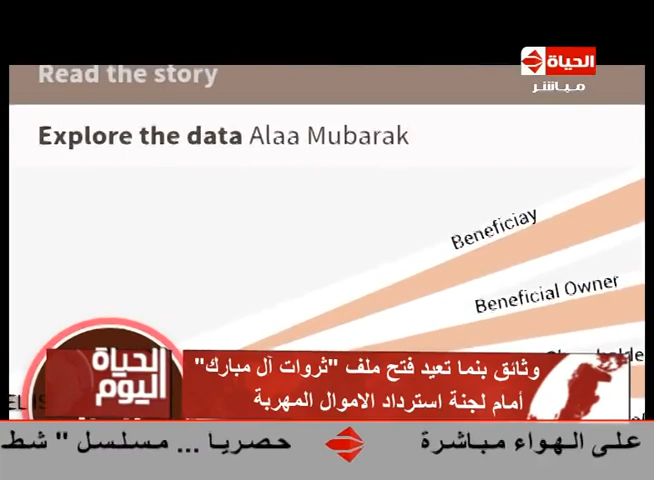 Read the story
الحياة
مباشر
Explore the data Alaa Mubarak
Beneficiay
Beneficial Owner
الحياة اليوم
وثائق بنما تعيد فتح ملف "ثروات آل مبارك"
أمام لجنة استرداد الاموال المهربة
على الهواء مباشرة
حصريا ... مسلسل " شط